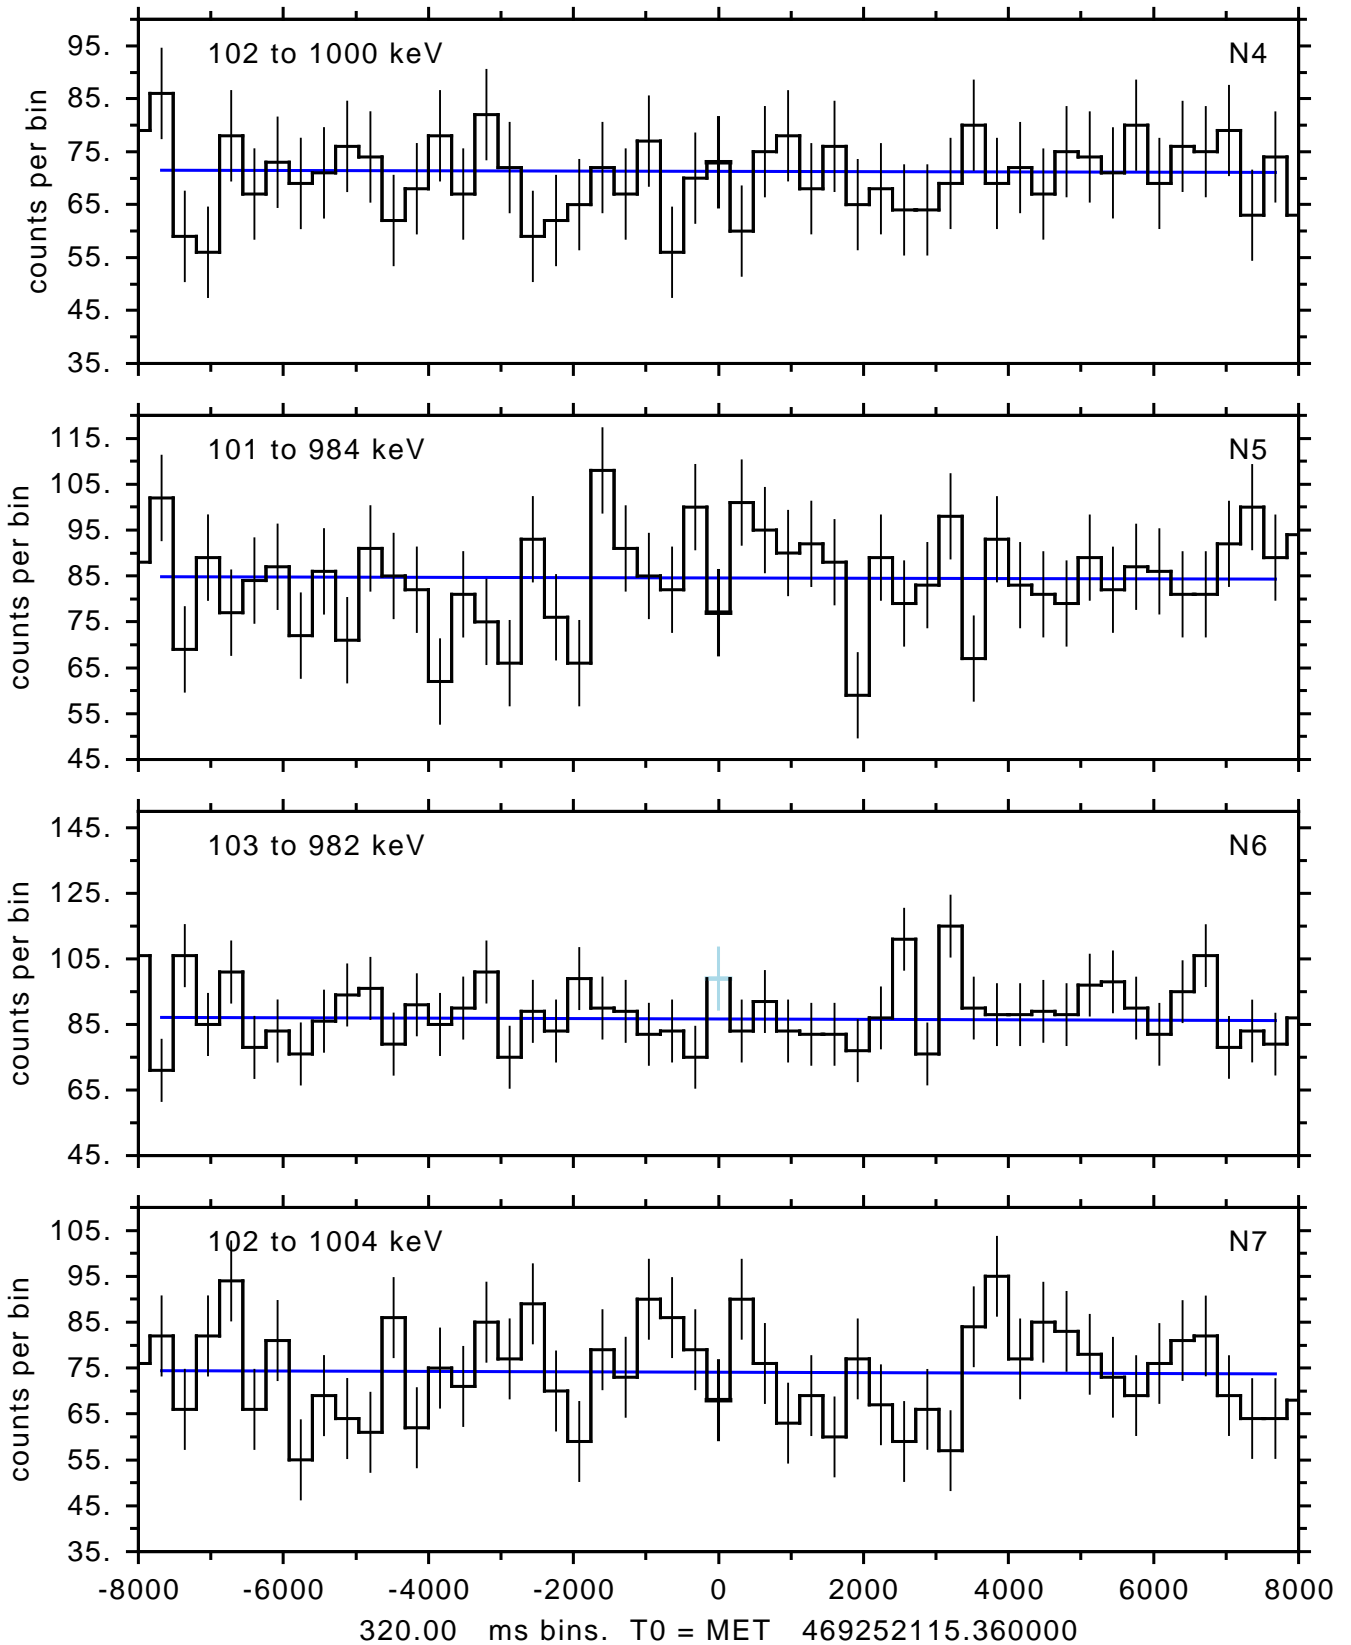 102 to 1000 keV N4
95.
85.
75.
65.
55.
45.
35.
counts per bin
101 to 984 keV N5
115.
105.
95.
85.
75.
65.
55.
45.
counts per bin
103 to 982 keV N6
145.
125.
105.
85.
65.
45.
counts per bin
102 to 1004 keV N7
105.
95.
85.
75.
65.
55.
45.
35.
counts per bin
-8000 -6000 -4000 -2000 0 2000 4000 6000 8000
320.00 ms bins. T0 = MET 469252115.360000